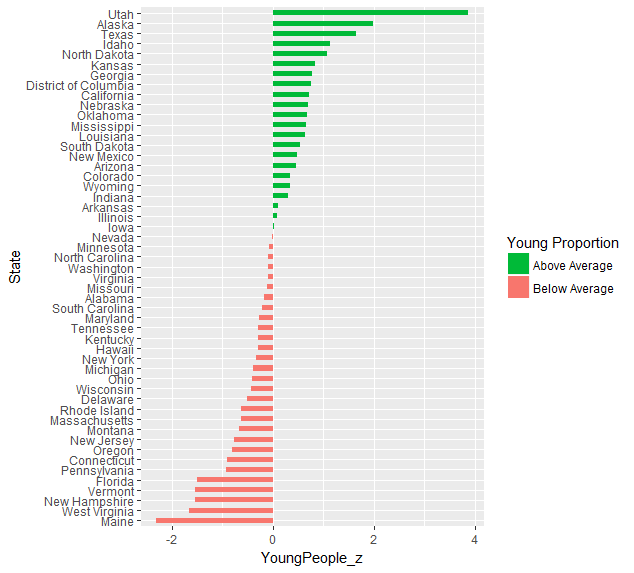 Utah
Alaska
Texas
Idaho
North Dakota
Kansas
Georgia
District of Columbia
California
Nebraska
Oklahoma
Mississippi
Louisiana
South Dakota
New Mexico
Arizona
Colorado
Wyoming
Indiana
Arkansas
Illinois
Iowa
Nevada
Minnesota
North Carolina
Washington
Virginia
Missouri
Alabama
South Carolina
Maryland
Tennessee
Kentucky
Hawaii
New York
Michigan
Ohio
Wisconsin
Delaware
Rhode Island
Massachusetts
Montana
New Jersey
Oregon
Connecticut
Pennsylvania
Florida
Vermont
New Hampshire
West Virginia
Maine
State
-2 0 2 4
YoungPeople_z
Young Proportion
Above Average
Below Average